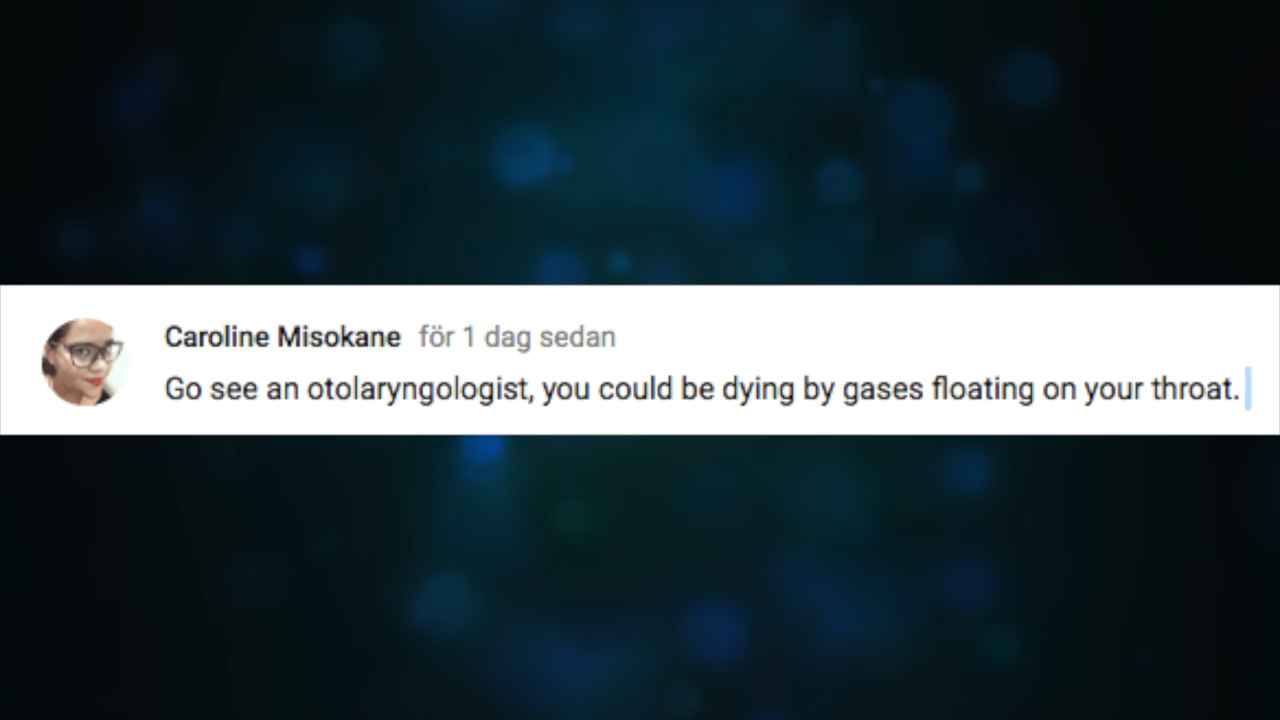 Caroline Misokane för 1 dag sedan
Go see an otolaryngologist, you could be dying by gases floating on your throat.